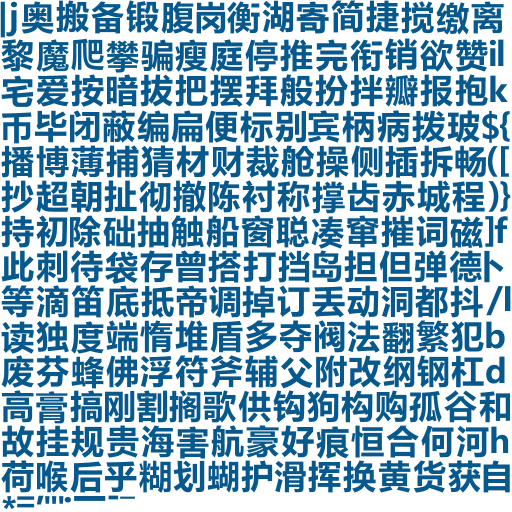 |j奥搬备锻腹岗衡湖寄简捷搅缴离
黎魔爬攀骗瘦庭停推完衔销欲赞il
宅爱按暗拔把摆拜般扮拌瓣报抱k
币毕闭蔽编扁便标别宾柄病拨玻${
播博薄捕猜材财裁舱操侧插拆畅([
抄超朝扯彻撤陈衬称撑齿赤城程)}
持初除础抽触船窗聪凑窜摧词磁]f
此刺待袋存曾搭打挡岛担但弹德卜
等滴笛底抵帝调掉订丢动洞都抖/l
读独度端惰堆盾多夺阀法翻繁犯b
废芬蜂佛浮符斧辅父附改纲钢杠d
高膏搞刚割搁歌供钩狗构购孤谷和
故挂规贵海害航豪好痕恒合何河h
荷喉后乎糊划蝴护滑挥换黄货获自